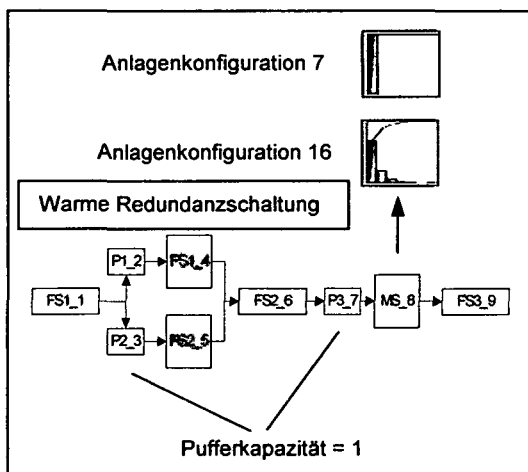 Anlagenkonfiguration 7
Anlagenkonfiguration 16
Warme Redundanzschaltung
P1_2
FS1_4
FS1_1
FS2_6
P3_7
MS_8
FS3_9
P2_3
FS2_5
Pufferkapazität = 1